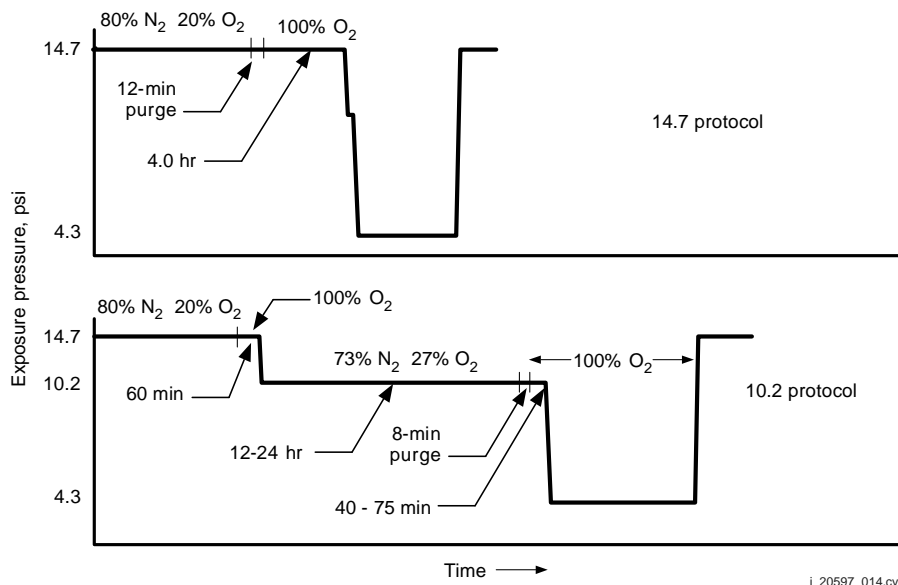 80% N2 20% O2
100% O2
14.7
12-min
purge
4.0 hr
14.7 protocol
4.3
Exposure pressure, psi
80% N2 20% O2
100% O2
14.7
73% N2 27% O2
100% O2
10.2
10.2 protocol
60 min
12-24 hr
8-min
purge
40 - 75 min
4.3
Time